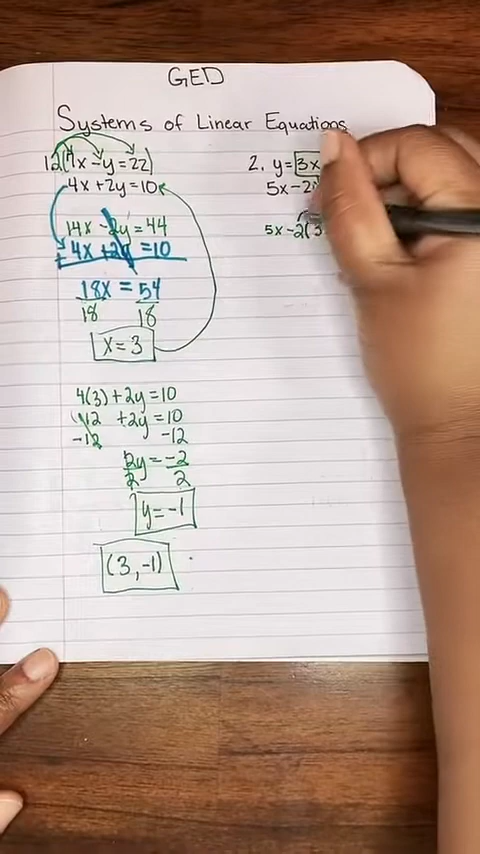 GED
Systems of Linear Equations
12(7x - y = 22)
4x + 2y = 10
14x - 2y = 44
+ 4x + 2y = 10
18x = 54
18 18
x = 3
4(3) + 2y = 10
12 + 2y = 10
-12 -12
2y = -2
2 2
y = -1
(3, -1)
2. y = 3x
5x - 2
5x - 2(3